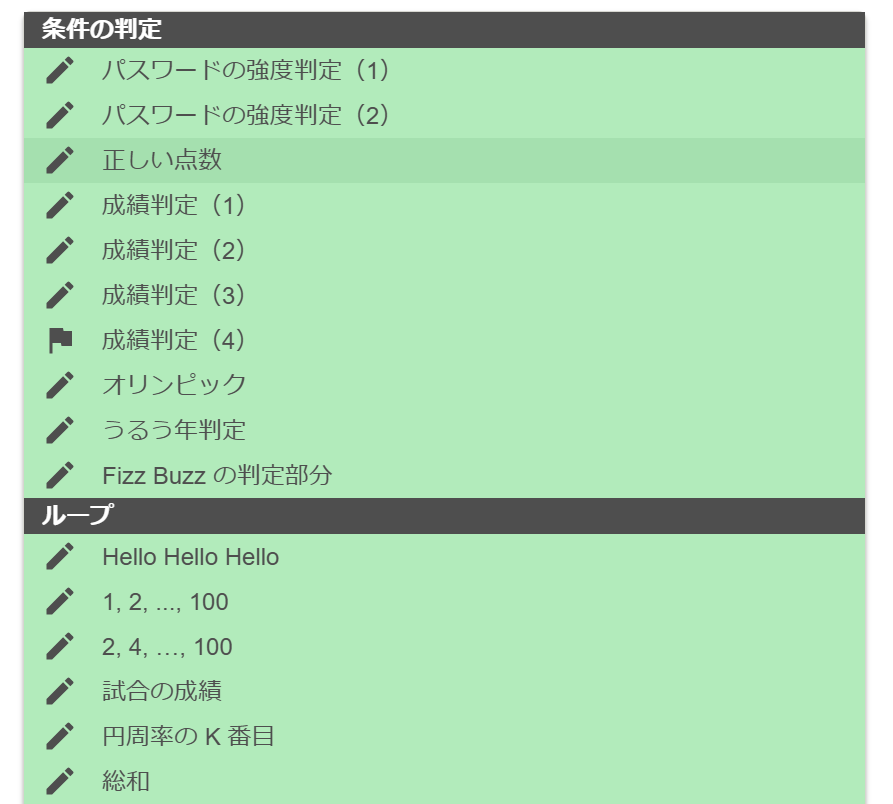 条件の判定
パスワードの強度判定（1）
パスワードの強度判定（2）
正しい点数
成績判定（1）
成績判定（2）
成績判定（3）
成績判定（4）
オリンピック
うるう年判定
Fizz Buzz の判定部分
ループ
Hello Hello Hello
1, 2, ..., 100
2, 4, …, 100
試合の成績
円周率の K 番目
総和